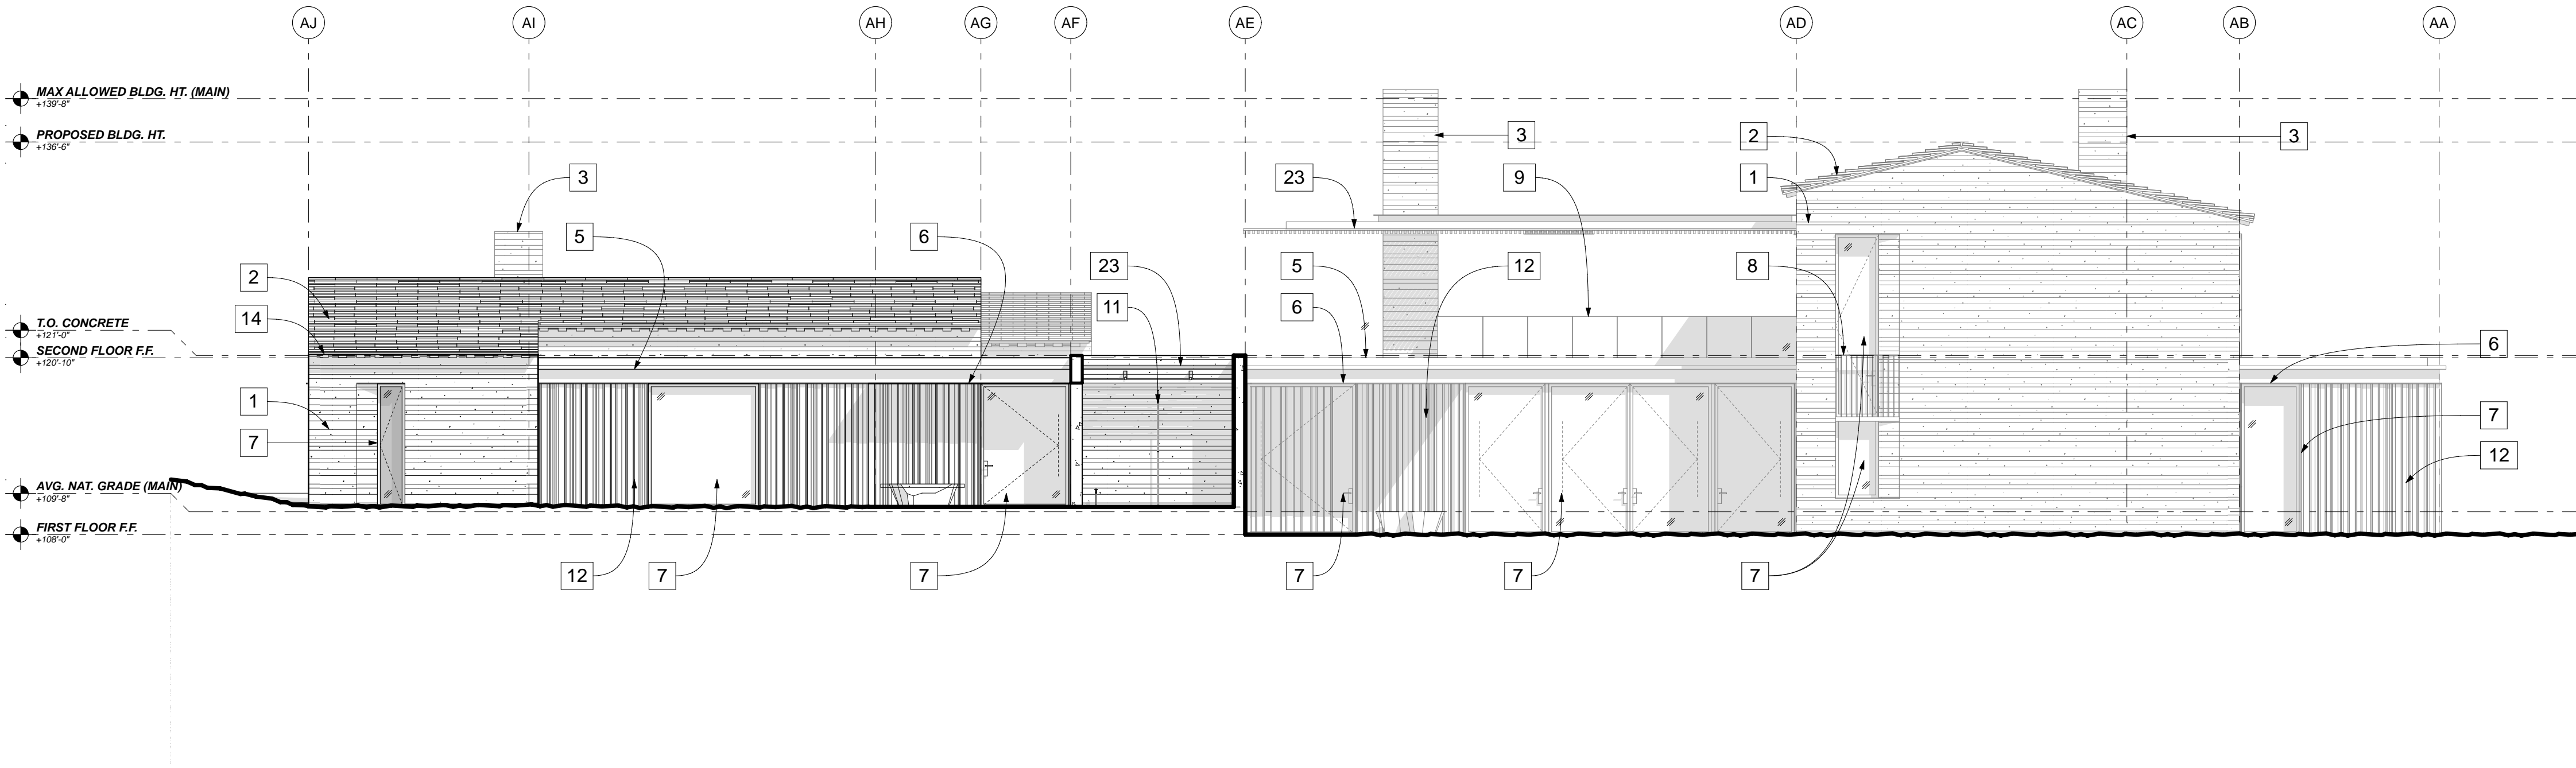 AJ AI AH AG AF AE AD AC AB AA
MAX ALLOWED BLDG. HT. (MAIN)
+139'-8"
PROPOSED BLDG. HT.
+136'-6"
3 2 3
3 23 9 1
5 6
2 23 5 12 8
14 11 6
T.O. CONCRETE
+121'-0"
SECOND FLOOR F.F.
+120'-10"
6
1
7 7
12
AVG. NAT. GRADE (MAIN)
+109'-8"
FIRST FLOOR F.F.
+108'-0"
12 7 7 7 7 7